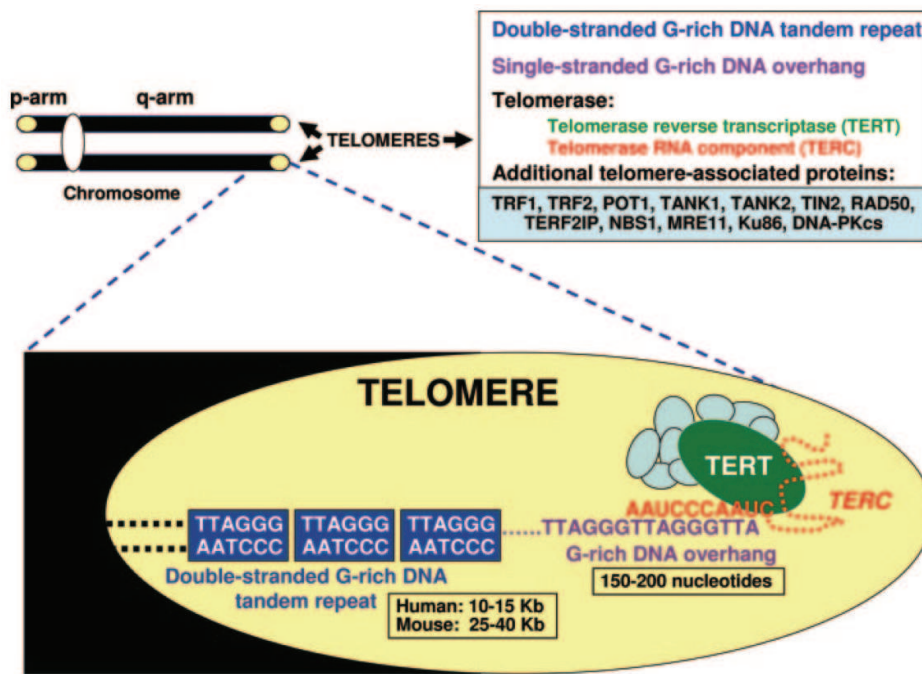 Double-stranded G-rich DNA tandem repeat
Single-stranded G-rich DNA overhang
Telomerase:
Telomerase reverse transcriptase (TERT)
Telomerase RNA component (TERC)
Additional telomere-associated proteins:
TRF1, TRF2, POT1, TANK1, TANK2, TIN2, RAD50,
TERF2IP, NBS1, MRE11, Ku86, DNA-PKcs
p-arm q-arm
TELOMERES
Chromosome
TELOMERE
TERT
TERC
AAUCCCAAUC
TTAGGG TTAGGG TTAGGG ......TTAGGGTTAGGGTTA
AATCCC AATCCC AATCCC
G-rich DNA overhang
Double-stranded G-rich DNA
tandem repeat
150-200 nucleotides
Human: 10-15 Kb
Mouse: 25-40 Kb